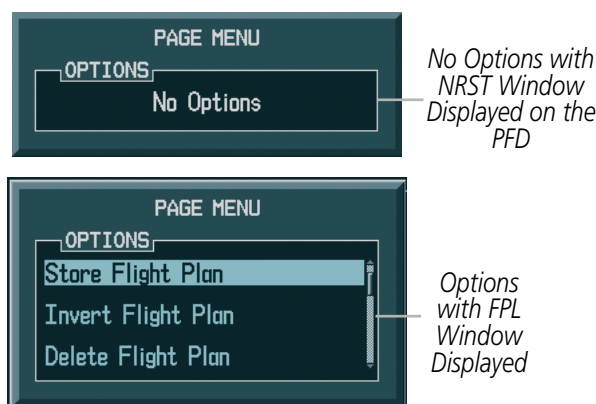 PAGE MENU
OPTIONS
No Options
No Options with
NRST Window
Displayed on the
PFD
PAGE MENU
OPTIONS
Store Flight Plan
Invert Flight Plan
Delete Flight Plan
Options
with FPL
Window
Displayed